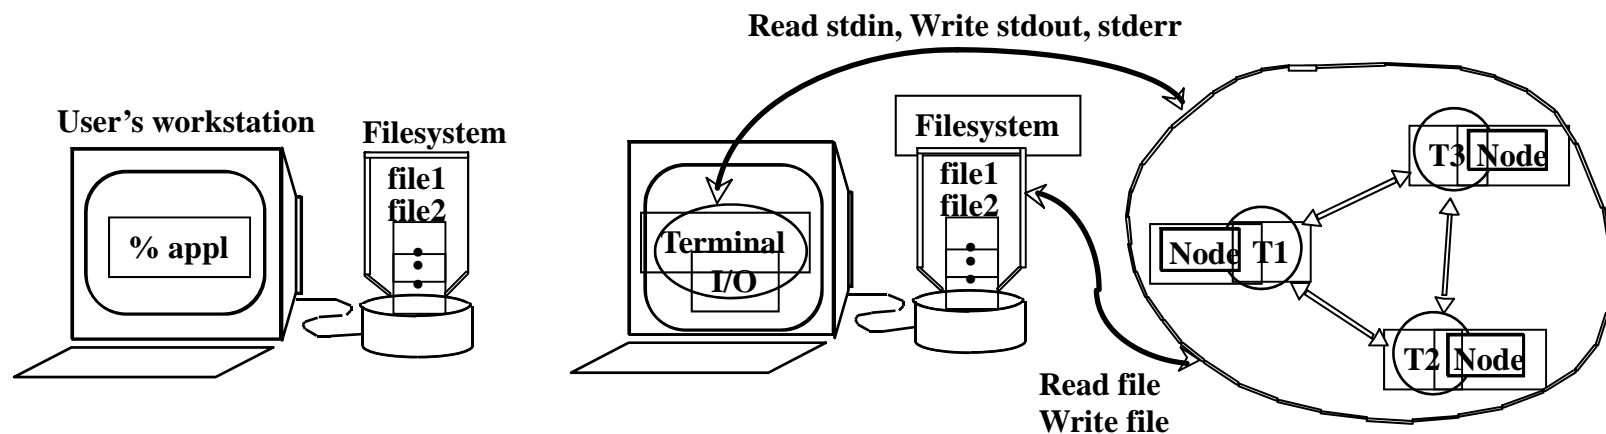 Read stdin, Write stdout, stderr
User’s workstation
Filesystem
file1
file2
% appl
Filesystem
file1
file2
Terminal
I/O
T3 Node
Node T1
T2 Node
Read file
Write file